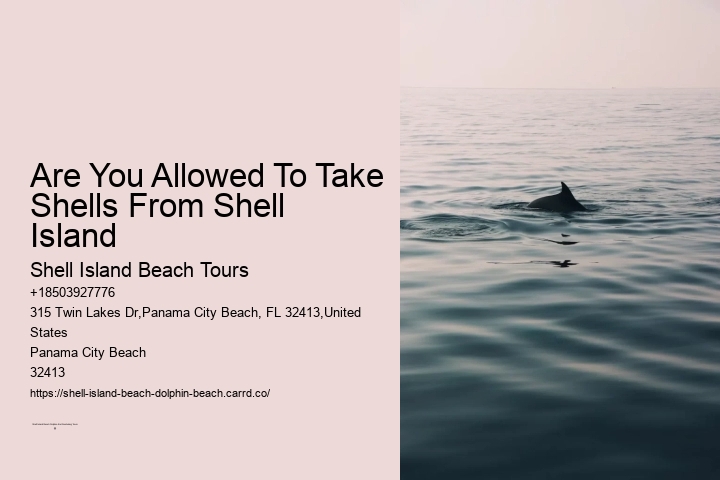 Are You Allowed To Take
Shells From Shell
Island
Shell Island Beach Tours
+18503927776
315 Twin Lakes Dr,Panama City Beach, FL 32413,United
States
Panama City Beach
32413
https://shell-island-beach-dolphin-beach.carrd.co/